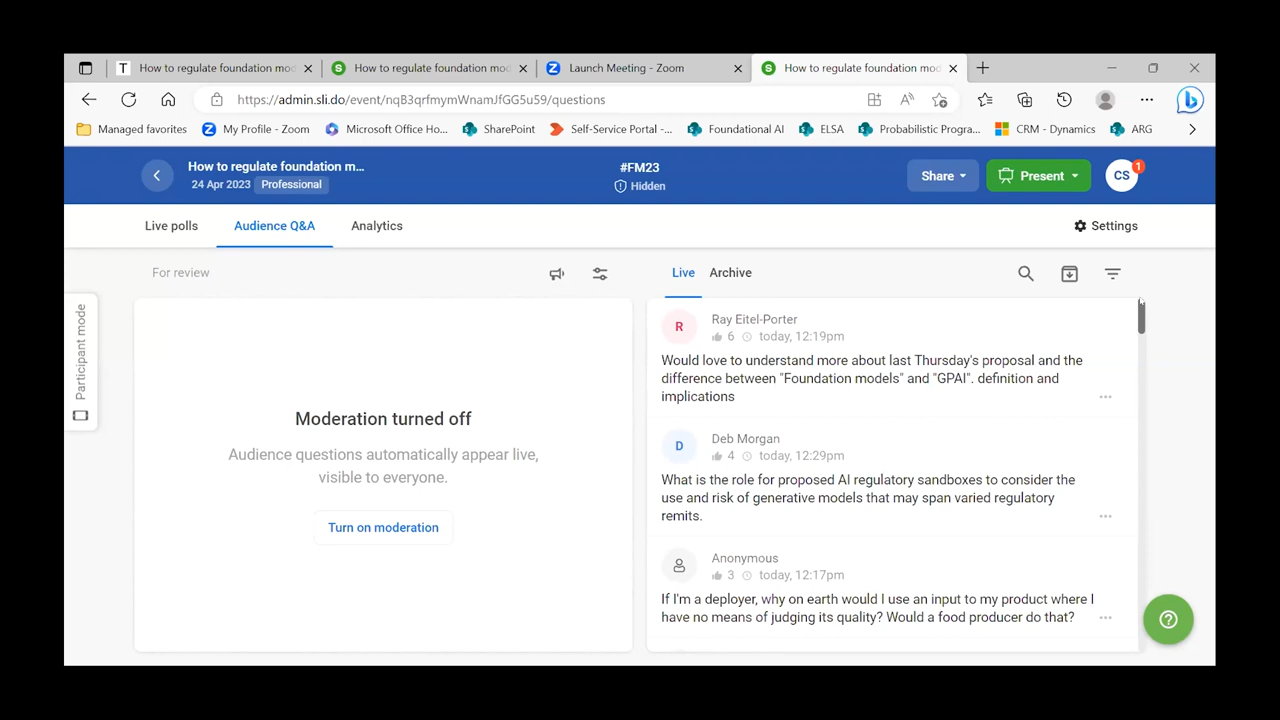 T How to regulate foundation mod
S How to regulate foundation mod
Z Launch Meeting - Zoom
S How to regulate foundation mod
https://admin.sli.do/event/nqB3qrfmymWnamJfGG5u59/questions
Managed favorites
My Profile - Zoom
Microsoft Office Ho...
SharePoint
Self-Service Portal -...
Foundational AI
ELSA
Probabilistic Progra...
CRM - Dynamics
ARG
How to regulate foundation m...
24 Apr 2023 Professional
#FM23
Hidden
Share
Present
CS
1
Live polls
Audience Q&A
Analytics
Settings
Participant mode
For review
Moderation turned off
Audience questions automatically appear live,
visible to everyone.
Turn on moderation
Live
Archive
R
Ray Eitel-Porter
6 today, 12:19pm
Would love to understand more about last Thursday's proposal and the
difference between "Foundation models" and "GPAI". definition and
implications
D
Deb Morgan
4 today, 12:29pm
What is the role for proposed AI regulatory sandboxes to consider the
use and risk of generative models that may span varied regulatory
remits.
Anonymous
3 today, 12:17pm
If I'm a deployer, why on earth would I use an input to my product where I
have no means of judging its quality? Would a food producer do that?